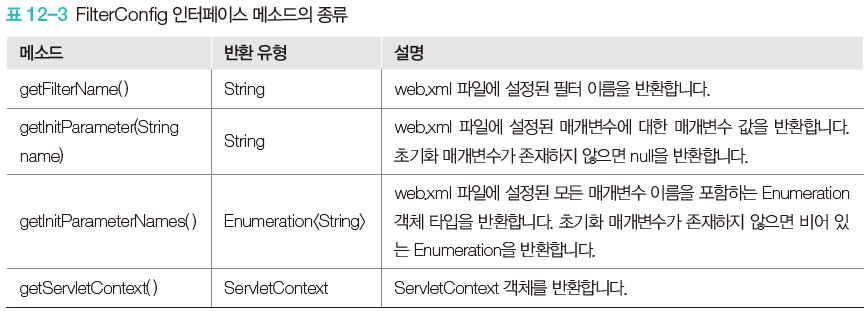 표 12-3 FilterConfig 인터페이스 메소드의 종류
메소드 반환 유형 설명
getFilterName() String web.xml 파일에 설정된 필터 이름을 반환합니다.
getInitParameter(String
name)
String
web.xml 파일에 설정된 매개변수에 대한 매개변수 값을 반환합니다.
초기화 매개변수가 존재하지 않으면 null을 반환합니다.
getInitParameterNames() Enumeration<String>
web.xml 파일에 설정된 모든 매개변수 이름을 포함하는 Enumeration
객체 타입을 반환합니다. 초기화 매개변수가 존재하지 않으면 비어 있
는 Enumeration을 반환합니다.
getServletContext() ServletContext ServletContext 객체를 반환합니다.